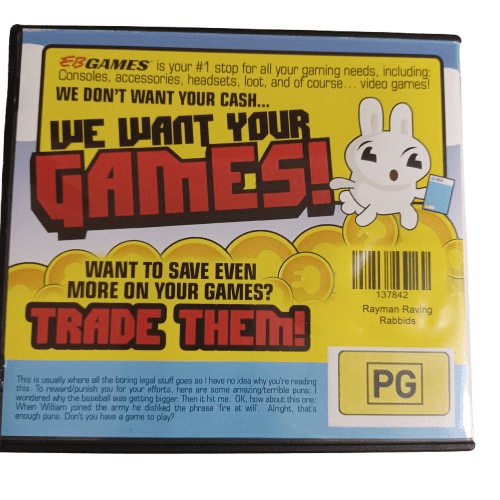 EBGAMES is your #1 stop for all your gaming needs, including:
Consoles, accessories, headsets, loot, and of course... video games!
WE DON'T WANT YOUR CASH...
WE WANT YOUR
GAMES!
WANT TO SAVE EVEN
MORE ON YOUR GAMES?
TRADE THEM!
137842
Rayman Raving
Rabbids
PG
This is usually where all the boring legal stuff goes so I have no idea why you're reading
this. To reward/punish you for your efforts, here are some amazing/terrible puns. I
wondered why the baseball was getting bigger. Then it hit me. OK, how about this one:
When William joined the army he disliked the phrase 'fire at will'. Alright, that's
enough puns. Don't you have a game to play?